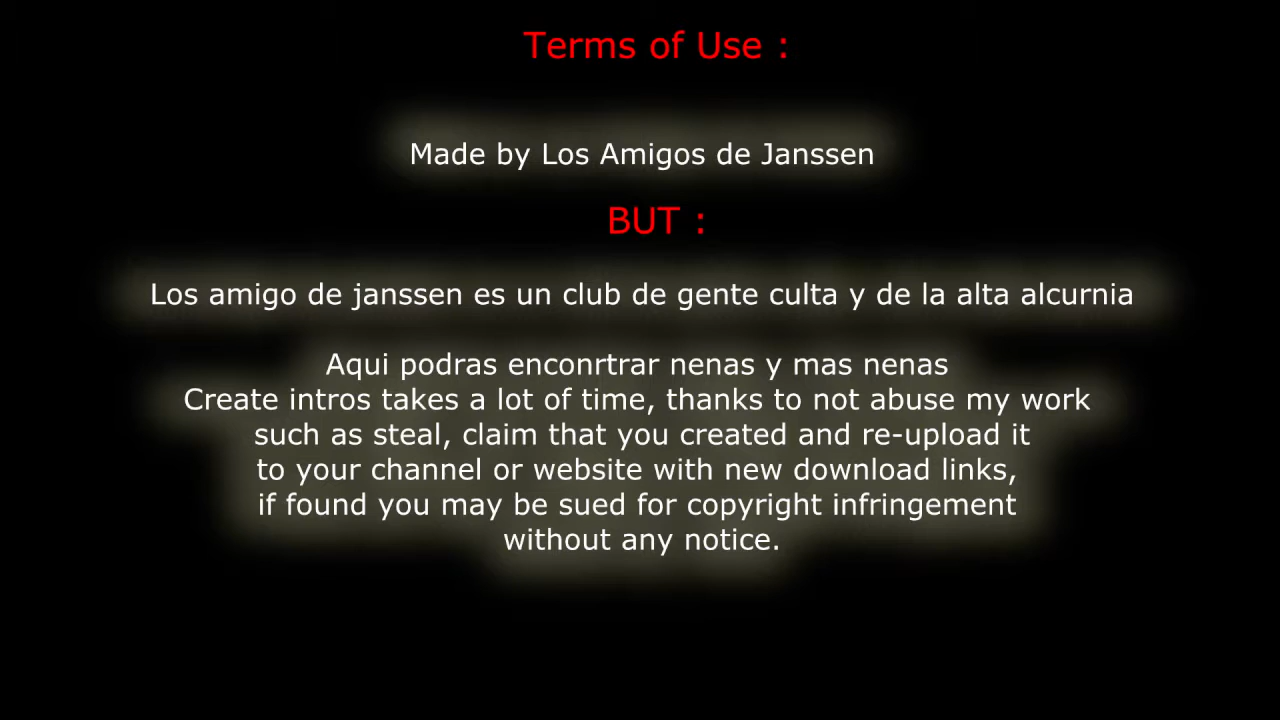 Terms of Use :
Made by Los Amigos de Janssen
BUT :
Los amigo de janssen es un club de gente culta y de la alta alcurnia
Aqui podras enconrtrar nenas y mas nenas
Create intros takes a lot of time, thanks to not abuse my work
such as steal, claim that you created and re-upload it
to your channel or website with new download links,
if found you may be sued for copyright infringement
without any notice.